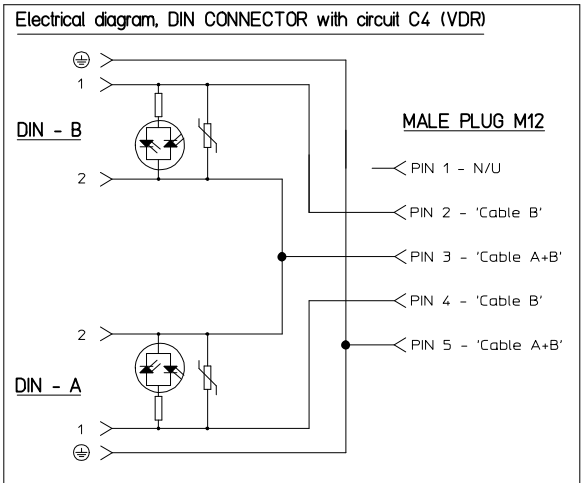 Electrical diagram, DIN CONNECTOR with circuit C4 (VDR)
1
DIN - B
2
MALE PLUG M12
PIN 1 - N/U
PIN 2 - 'Cable B'
PIN 3 - 'Cable A+B'
PIN 4 - 'Cable B'
PIN 5 - 'Cable A+B'
2
DIN - A
1